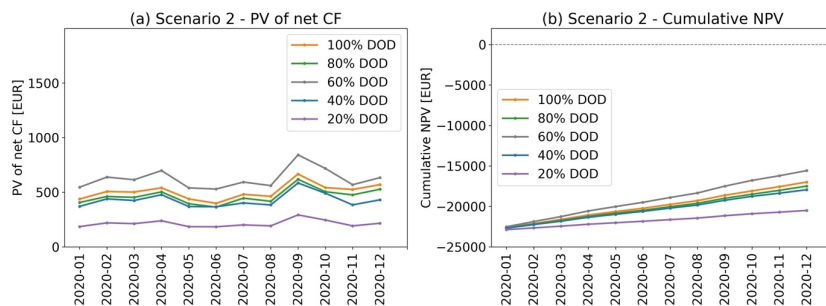 (a) Scenario 2 - PV of net CF
PV of net CF [EUR]
1500
1000
500
0
100% DOD
80% DOD
60% DOD
40% DOD
20% DOD
2020-01
2020-02
2020-03
2020-04
2020-05
2020-06
2020-07
2020-08
2020-09
2020-10
2020-11
2020-12
(b) Scenario 2 - Cumulative NPV
Cumulative NPV [EUR]
0
−5000
−10000
−15000
−20000
−25000
100% DOD
80% DOD
60% DOD
40% DOD
20% DOD
2020-01
2020-02
2020-03
2020-04
2020-05
2020-06
2020-07
2020-08
2020-09
2020-10
2020-11
2020-12